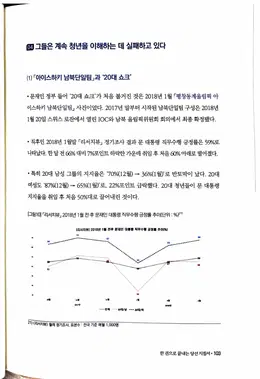 04 그들은 계속 청년을 이해하는 데 실패하고 있다
(1) '아이스하키 남북단일팀'과 '20대 쇼크'
• 문재인 정부 들어 '20대 쇼크'가 처음 불거진 것은 2018년 1월 「평창동계올림픽 아
이스하키 남북단일팀」 사건이었다. 2017년 말부터 시작된 남북단일팀 구성은 2018년
1월 20일 스위스 로잔에서 열린 IOC와 남북 올림픽위원회 회의에서 최종 확정됐다.
• 직후인 2018년 1월말 「리서치뷰」 정기조사 결과 문 대통령 직무수행 긍정률은 59%로
나타났다. 한 달 전 66% 대비 7%포인트 하락한 가운데 취임 후 처음 60% 아래로 떨어졌다.
• 특히 20대 남성 그룹의 지지율은 "70%(12월) → 36%(1월)"로 반토막이 났다. 20대
여성도 "87%(12월) → 65%(1월)"로, 22%포인트 급락했다. 20대 청년들이 문 대통령
지지율을 취임 후 처음 50%대로 끌어내린 것이다.
「리서치뷰」 2018년 1월 전·후 문재인 대통령 직무수행 긍정률 추이(단위 : %)
한 권으로 끝내는 당선 지침서 • 103